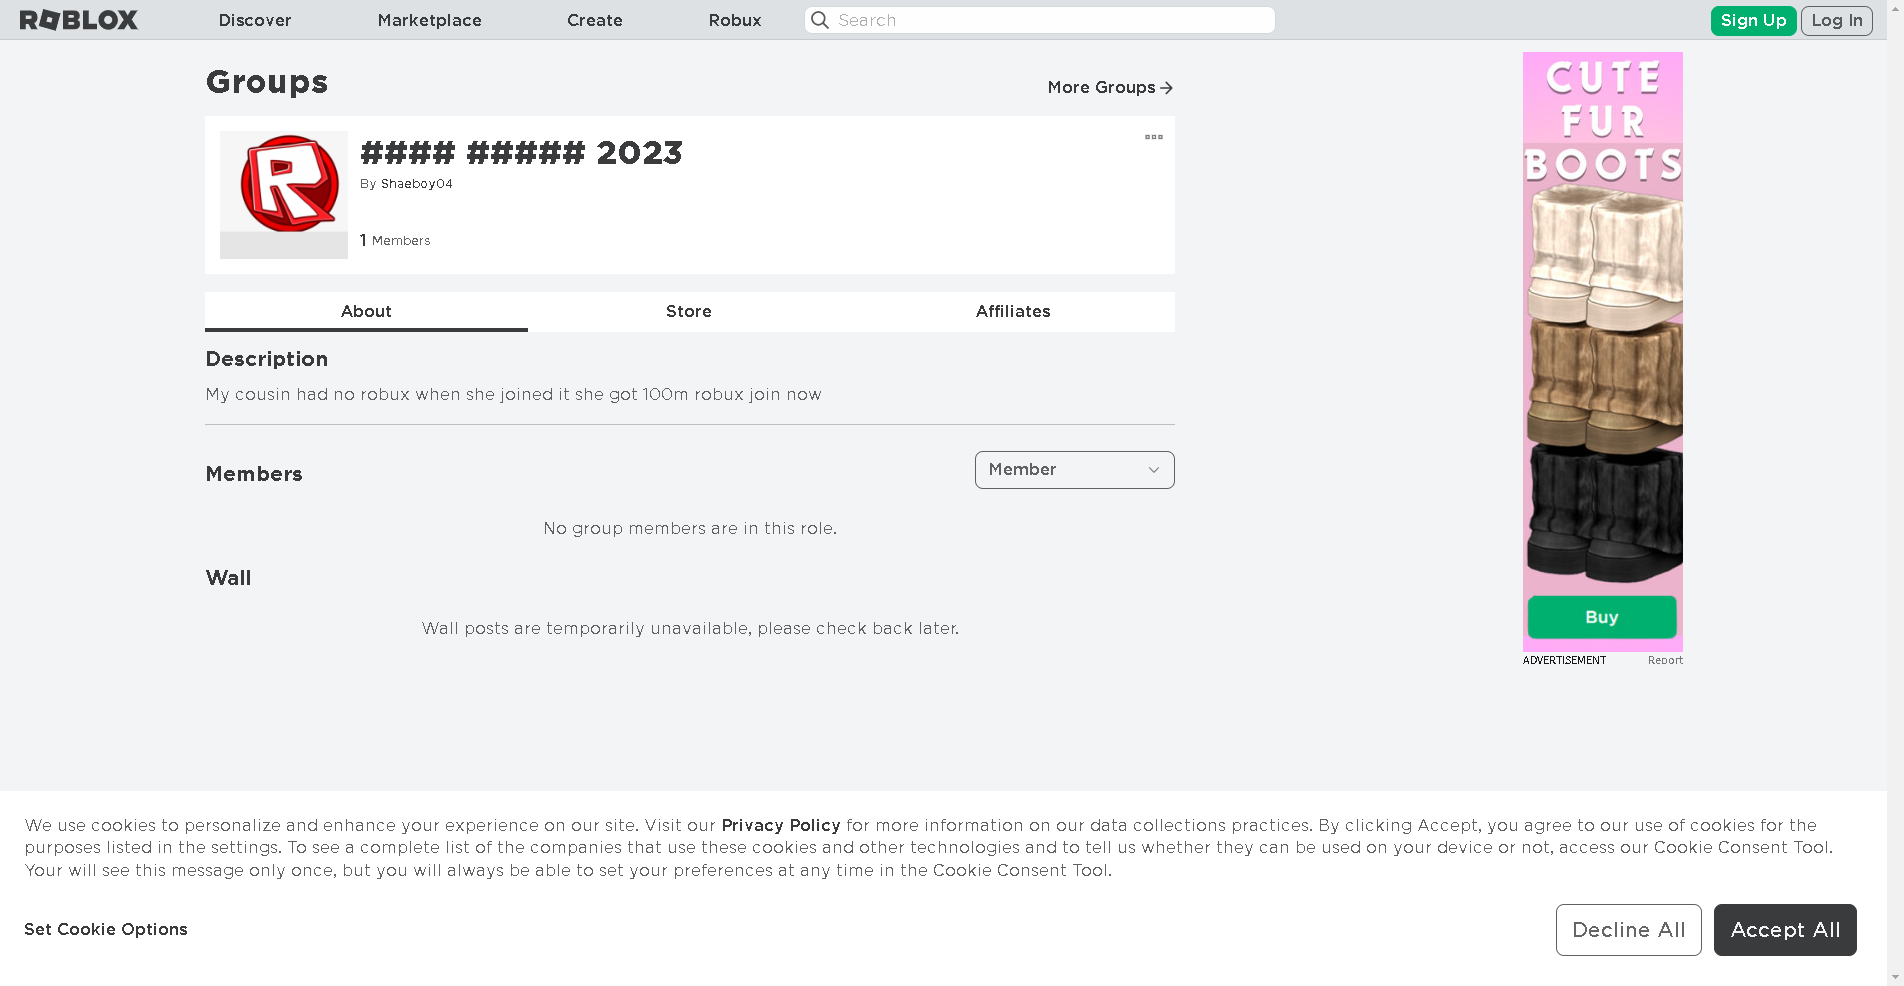 ROBLOX Discover Marketplace Create Robux Search Sign Up Log In
Groups
More Groups
#### ##### 2023
By Shaeboy04
1 Members
About Store Affiliates
Description
My cousin had no robux when she joined it she got 100m robux join now
Members
Member
No group members are in this role.
Wall
Wall posts are temporarily unavailable, please check back later.
CUTE
FUR
BOOTS
Buy
ADVERTISEMENT Report
We use cookies to personalize and enhance your experience on our site. Visit our Privacy Policy for more information on our data collections practices. By clicking Accept, you agree to our use of cookies for the
purposes listed in the settings. To see a complete list of the companies that use these cookies and other technologies and to tell us whether they can be used on your device or not, access our Cookie Consent Tool.
Your will see this message only once, but you will always be able to set your preferences at any time in the Cookie Consent Tool.
Set Cookie Options
Decline All
Accept All